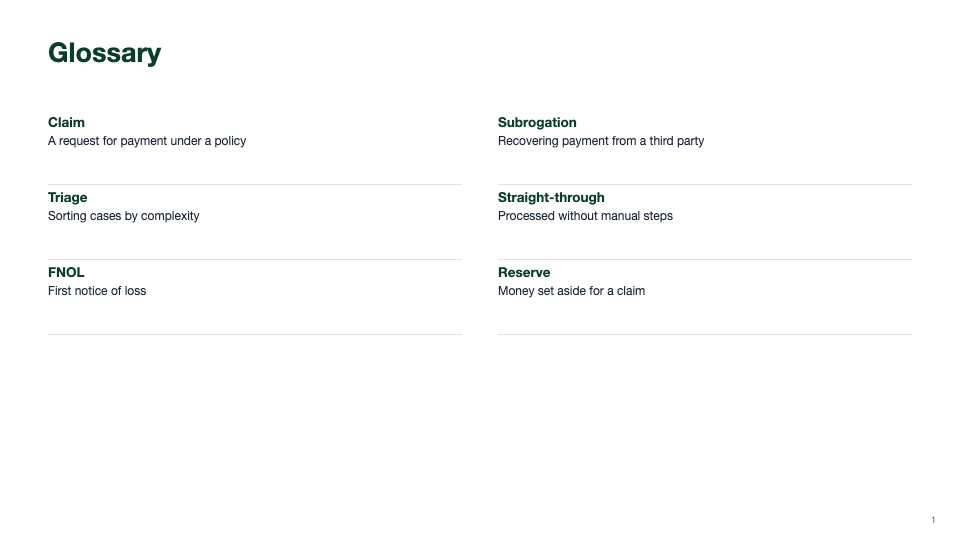 Glossary
Claim
A request for payment under a policy
Triage
Sorting cases by complexity
FNOL
First notice of loss
Subrogation
Recovering payment from a third party
Straight-through
Processed without manual steps
Reserve
Money set aside for a claim
1